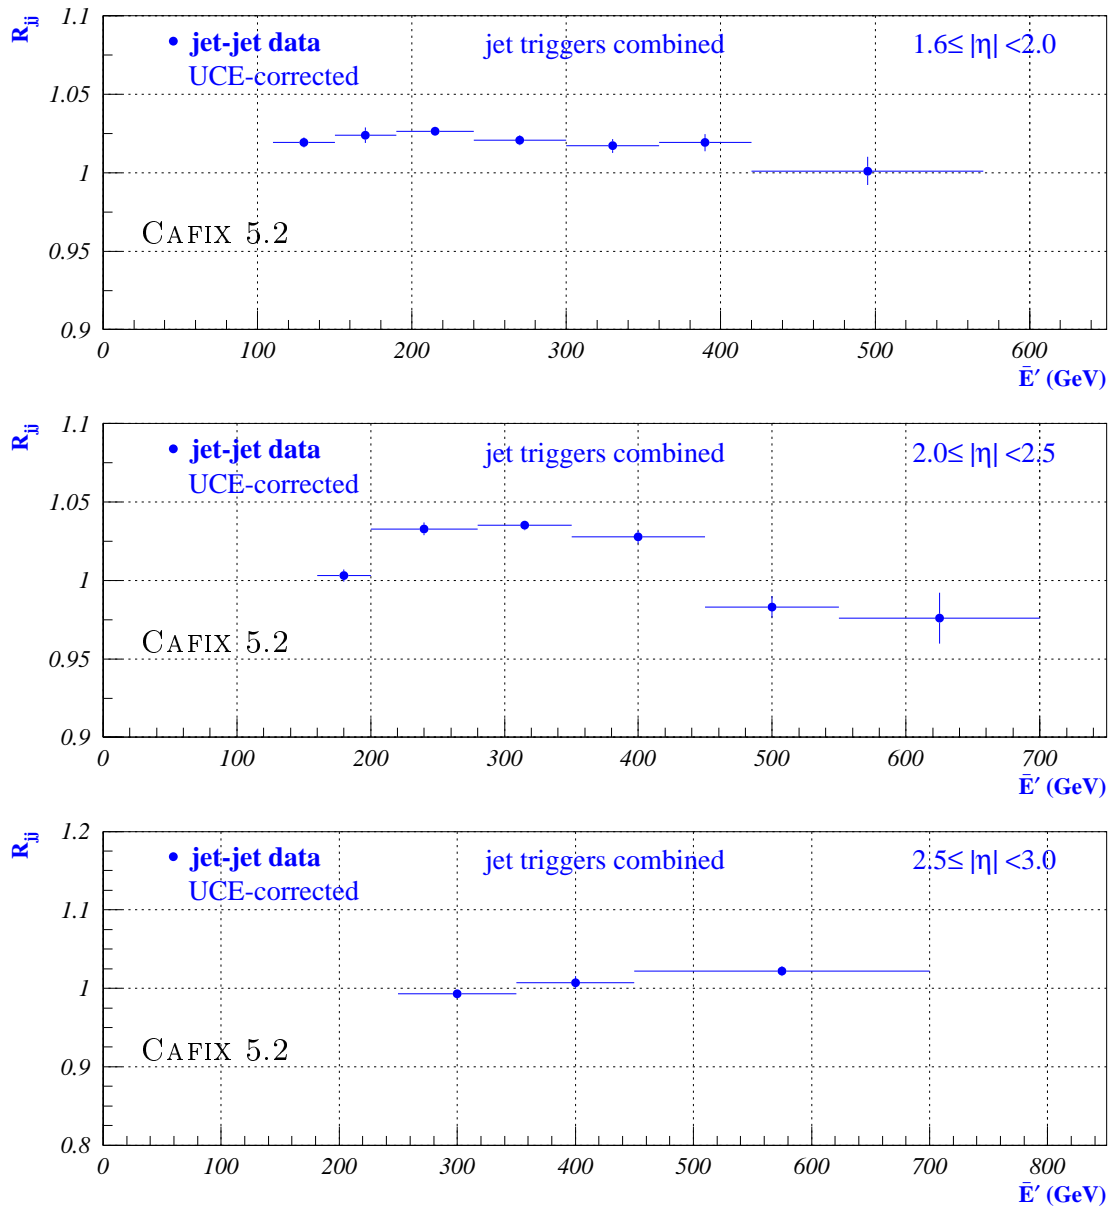 R_jj
1.1
jet-jet data jet triggers combined 1.6≤ |η| <2.0
UCE-corrected
1.05
1
CAFIX 5.2
0.95
0.9
0 100 200 300 400 500 600
Ē′ (GeV)
R_jj
1.1
jet-jet data jet triggers combined 2.0≤ |η| <2.5
UCE-corrected
1.05
1
CAFIX 5.2
0.95
0.9
0 100 200 300 400 500 600 700
Ē′ (GeV)
R_jj
1.2
jet-jet data jet triggers combined 2.5≤ |η| <3.0
UCE-corrected
1.1
1
CAFIX 5.2
0.9
0.8
0 100 200 300 400 500 600 700 800
Ē′ (GeV)